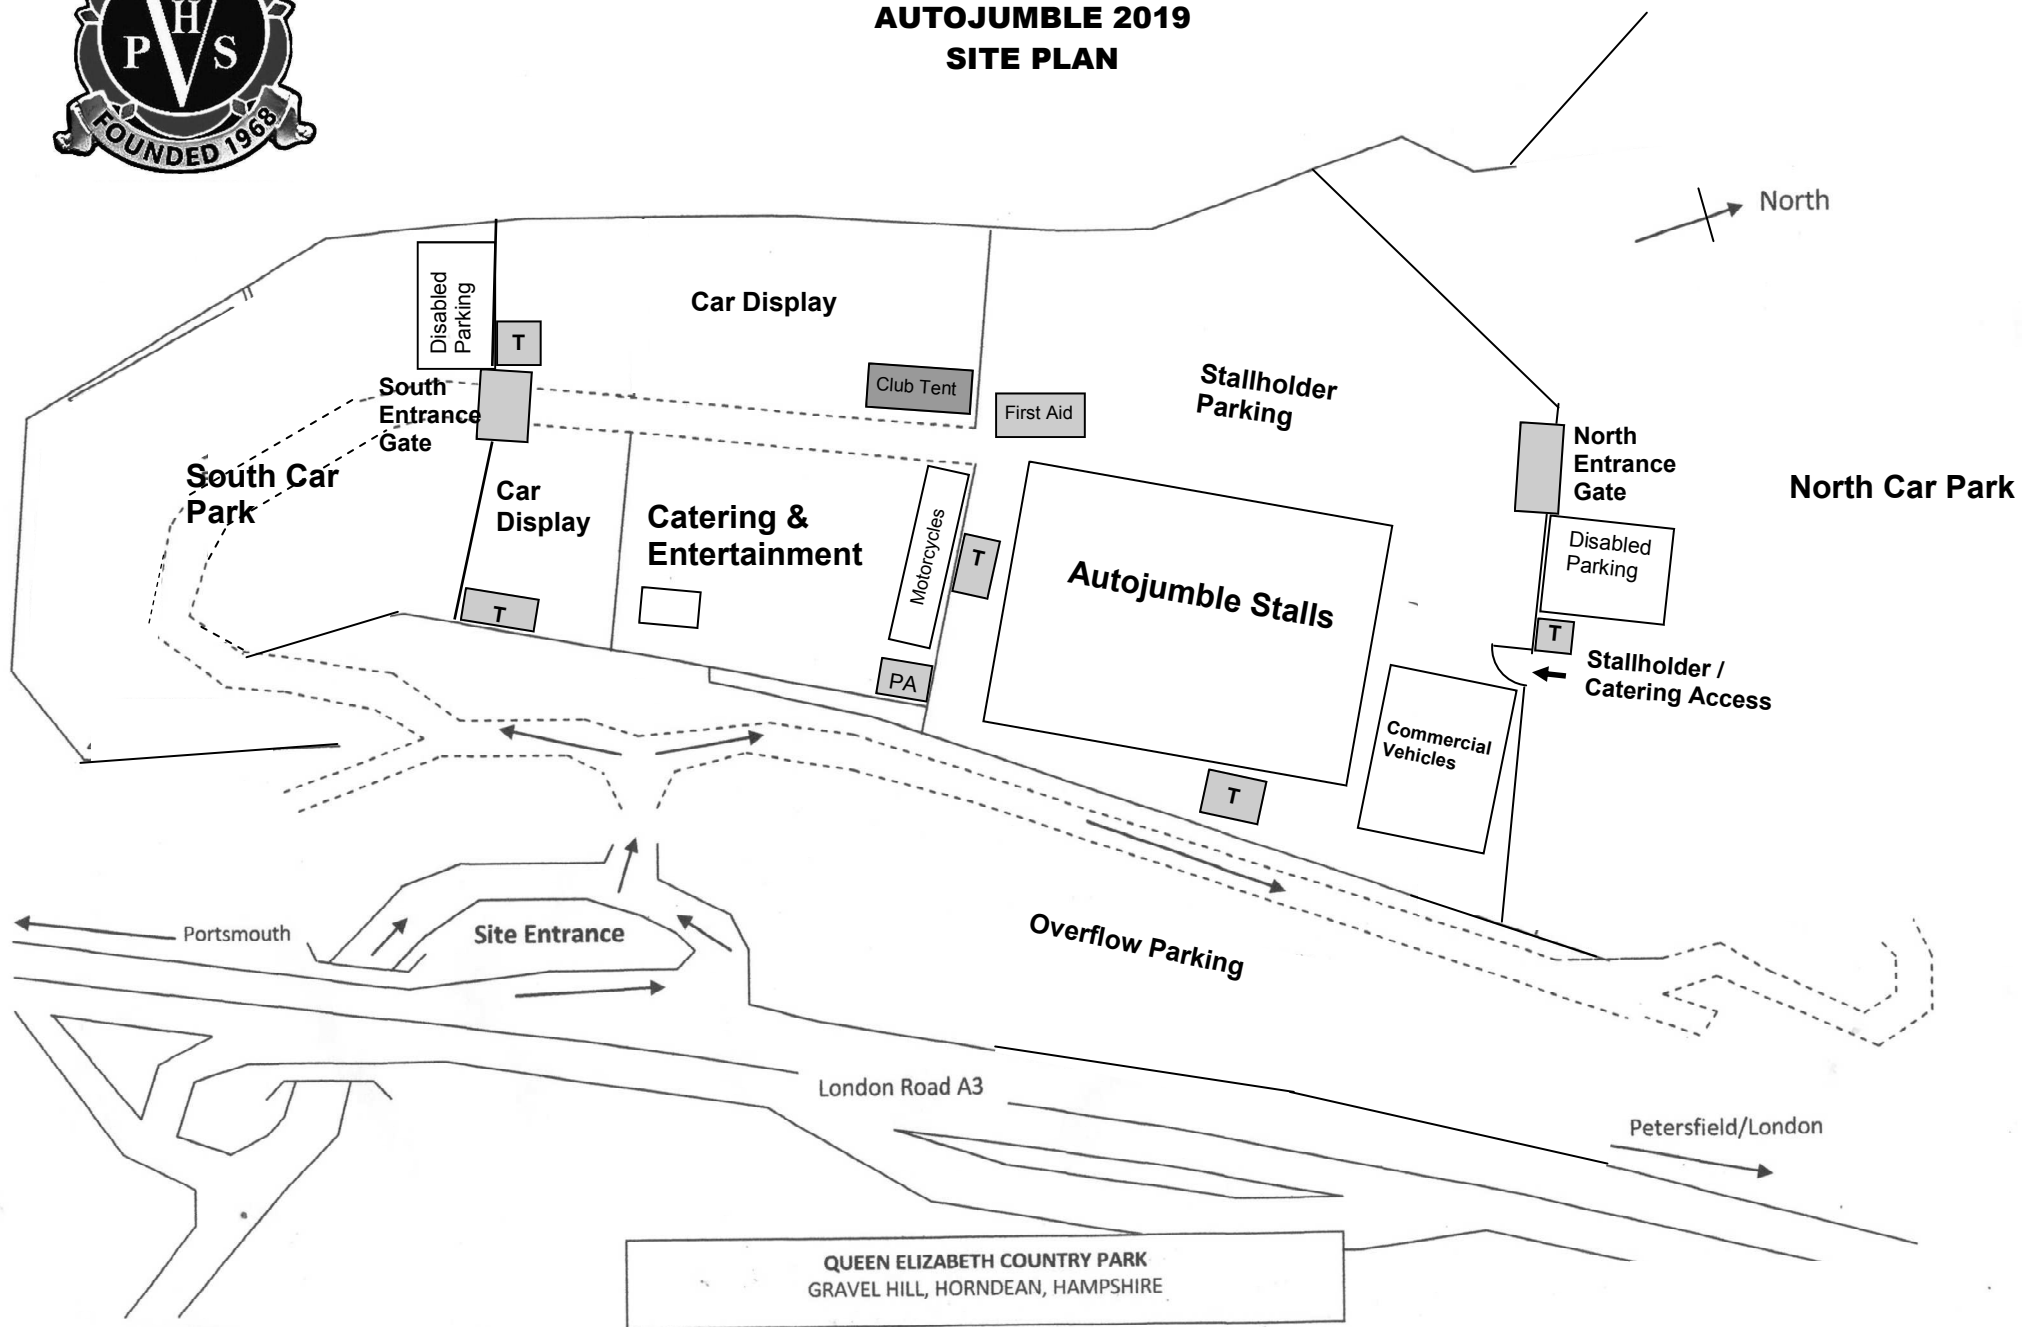 H
P V S
FOUNDED 1968
AUTOJUMBLE 2019
SITE PLAN
North
Disabled
Parking
T
Car Display
Club Tent
First Aid
Stallholder
Parking
South
Entrance
Gate
South Car
Park
Car
Display
T
Catering &
Entertainment
Motorcycles
T
PA
Autojumble Stalls
T
North
Entrance
Gate
North Car Park
Disabled
Parking
T
Stallholder /
Catering Access
Commercial
Vehicles
Portsmouth
Site Entrance
Overflow Parking
London Road A3
Petersfield/London
QUEEN ELIZABETH COUNTRY PARK
GRAVEL HILL, HORNDEAN, HAMPSHIRE